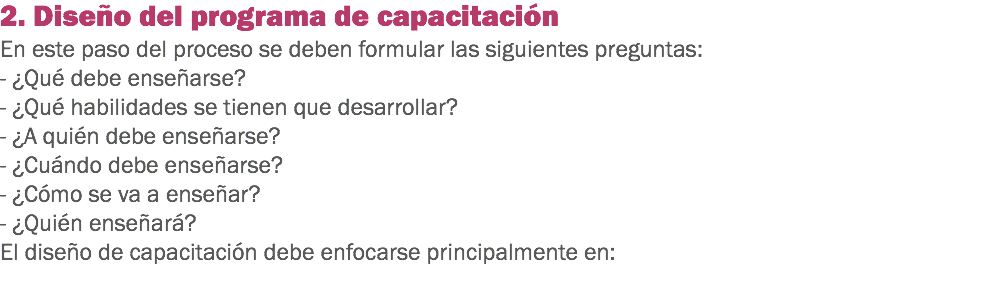 2. Diseño del programa de capacitación
En este paso del proceso se deben formular las siguientes preguntas:
- ¿Qué debe enseñarse?
- ¿Qué habilidades se tienen que desarrollar?
- ¿A quién debe enseñarse?
- ¿Cuándo debe enseñarse?
- ¿Cómo se va a enseñar?
- ¿Quién enseñará?
El diseño de capacitación debe enfocarse principalmente en: